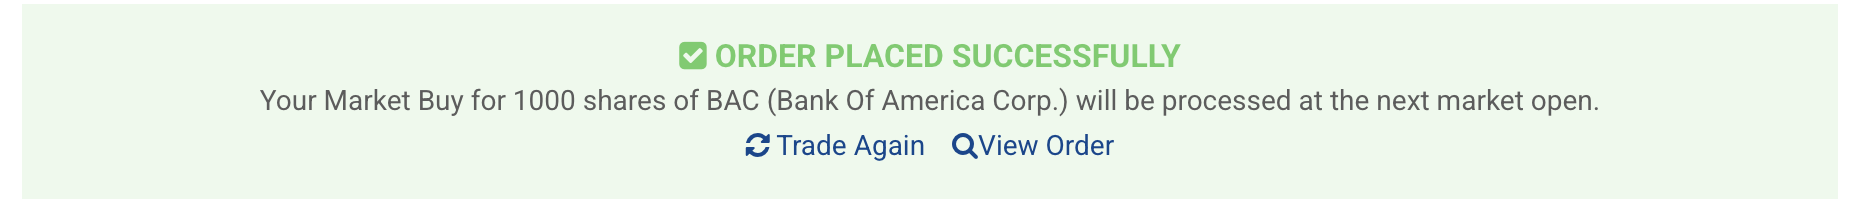 ORDER PLACED SUCCESSFULLY
Your Market Buy for 1000 shares of BAC (Bank Of America Corp.) will be processed at the next market open.
Trade Again View Order